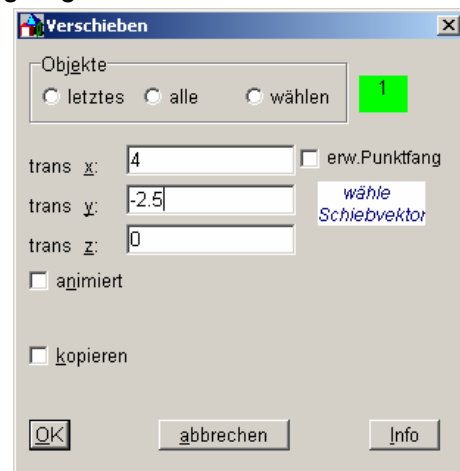 Verschieben
Objekte
letztes alle wählen 1
trans x: 4 erw.Punktfang
trans y: -2.5 wähle
Schiebvektor
trans z: 0
animiert
kopieren
OK abbrechen Info